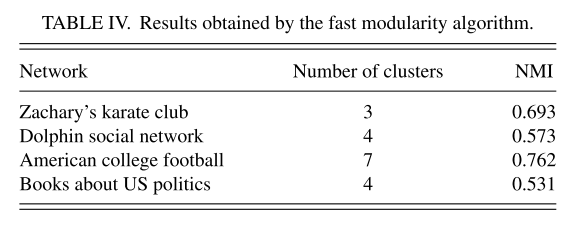 TABLE IV. Results obtained by the fast modularity algorithm.
Network Number of clusters NMI
Zachary's karate club 3 0.693
Dolphin social network 4 0.573
American college football 7 0.762
Books about US politics 4 0.531